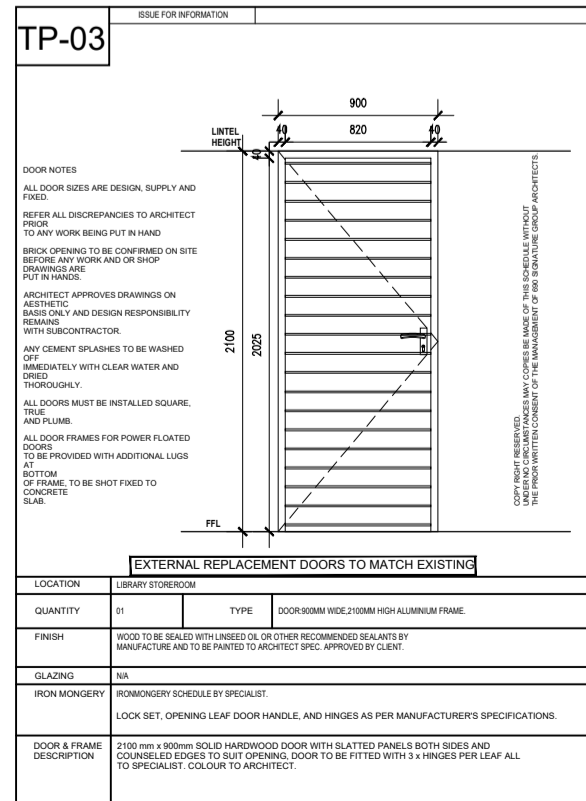 ISSUE FOR INFORMATION
TP-03
900
40
820
40
LINTEL
HEIGHT
40
2100
2025
FFL
DOOR NOTES
ALL DOOR SIZES ARE DESIGN, SUPPLY AND
FIXED.
REFER ALL DISCREPANCIES TO ARCHITECT
PRIOR
TO ANY WORK BEING PUT IN HAND
BRICK OPENING TO BE CONFIRMED ON SITE
BEFORE ANY WORK AND OR SHOP
DRAWINGS ARE
PUT IN HANDS.
ARCHITECT APPROVES DRAWINGS ON
AESTHETIC
BASIS ONLY AND DESIGN RESPONSIBILITY
REMAINS
WITH SUBCONTRACTOR.
ANY CEMENT SPLASHES TO BE WASHED
OFF
IMMEDIATELY WITH CLEAR WATER AND
DRIED
THOROUGHLY.
ALL DOORS MUST BE INSTALLED SQUARE,
TRUE
AND PLUMB.
ALL DOOR FRAMES FOR POWER FLOATED
DOORS
TO BE PROVIDED WITH ADDITIONAL LUGS
AT
BOTTOM
OF FRAME, TO BE SHOT FIXED TO
CONCRETE
SLAB.
COPY RIGHT RESERVED.
UNDER NO CIRCUMSTANCES MAY COPIES BE MADE OF THIS SCHEDULE WITHOUT
THE PRIOR WRITTEN CONSENT OF THE MANAGEMENT OF 690 SIGNATURE GROUP ARCHITECTS.
EXTERNAL REPLACEMENT DOORS TO MATCH EXISTING
LOCATION LIBRARY STOREROOM
QUANTITY 01 TYPE DOOR:900MM WIDE,2100MM HIGH ALUMINIUM FRAME.
FINISH WOOD TO BE SEALED WITH LINSEED OIL OR OTHER RECOMMENDED SEALANTS BY
MANUFACTURE AND TO BE PAINTED TO ARCHITECT SPEC. APPROVED BY CLIENT.
GLAZING N/A
IRON MONGERY IRONMONGERY SCHEDULE BY SPECIALIST.
LOCK SET, OPENING LEAF DOOR HANDLE, AND HINGES AS PER MANUFACTURER'S SPECIFICATIONS.
DOOR & FRAME 2100 mm x 900mm SOLID HARDWOOD DOOR WITH SLATTED PANELS BOTH SIDES AND
DESCRIPTION COUNSELED EDGES TO SUIT OPENING, DOOR TO BE FITTED WITH 3 x HINGES PER LEAF ALL
TO SPECIALIST. COLOUR TO ARCHITECT.